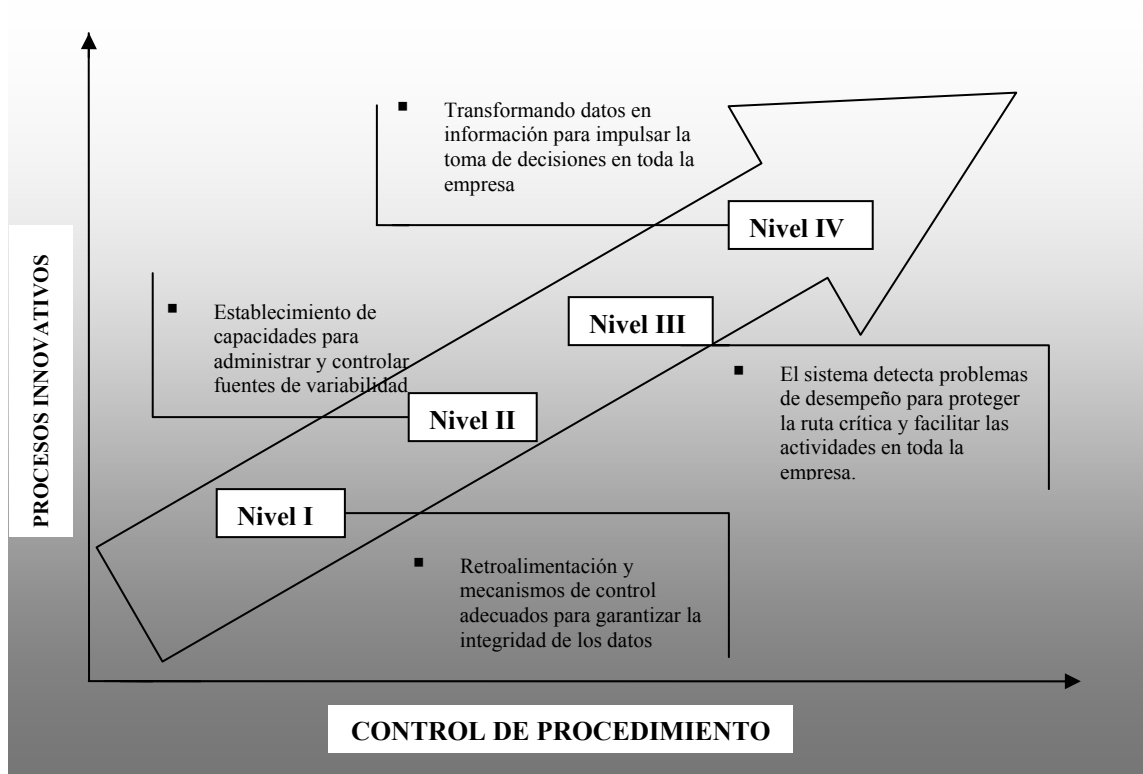 ▪ Transformando datos en
información para impulsar la
toma de decisiones en toda la
empresa
Nivel IV
▪ Establecimiento de
capacidades para
administrar y controlar
fuentes de variabilidad
Nivel III
▪ El sistema detecta problemas
de desempeño para proteger
la ruta crítica y facilitar las
actividades en toda la
empresa.
Nivel II
Nivel I
▪ Retroalimentación y
mecanismos de control
adecuados para garantizar la
integridad de los datos
PROCESOS INNOVATIVOS
CONTROL DE PROCEDIMIENTO